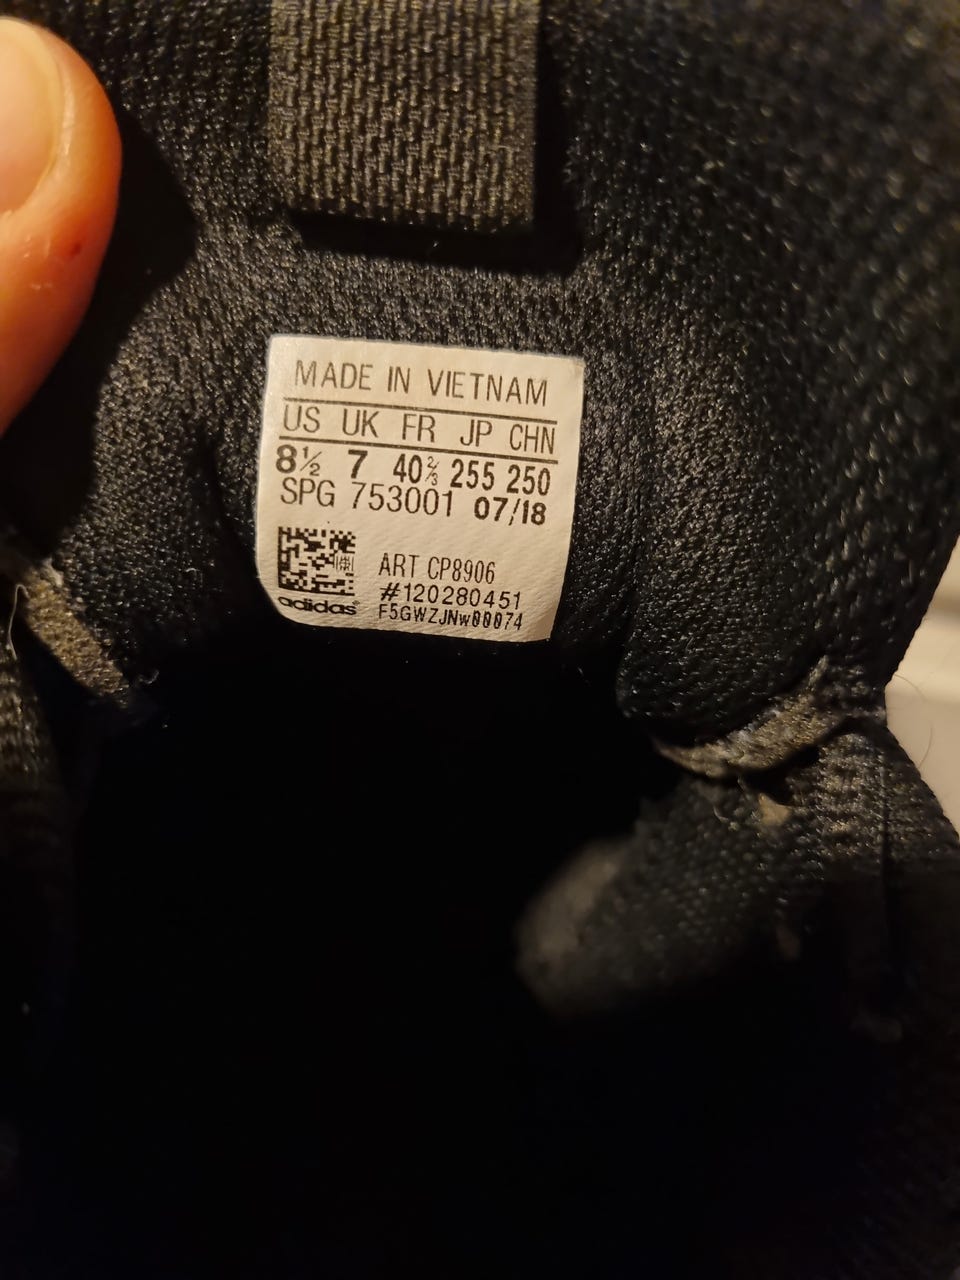 MADE IN VIETNAM
US UK FR JP CHN
8½ 7 40⅔ 255 250
SPG 753001 07/18
ART CP8906
#120280451
adidas F5GWZJNw00074